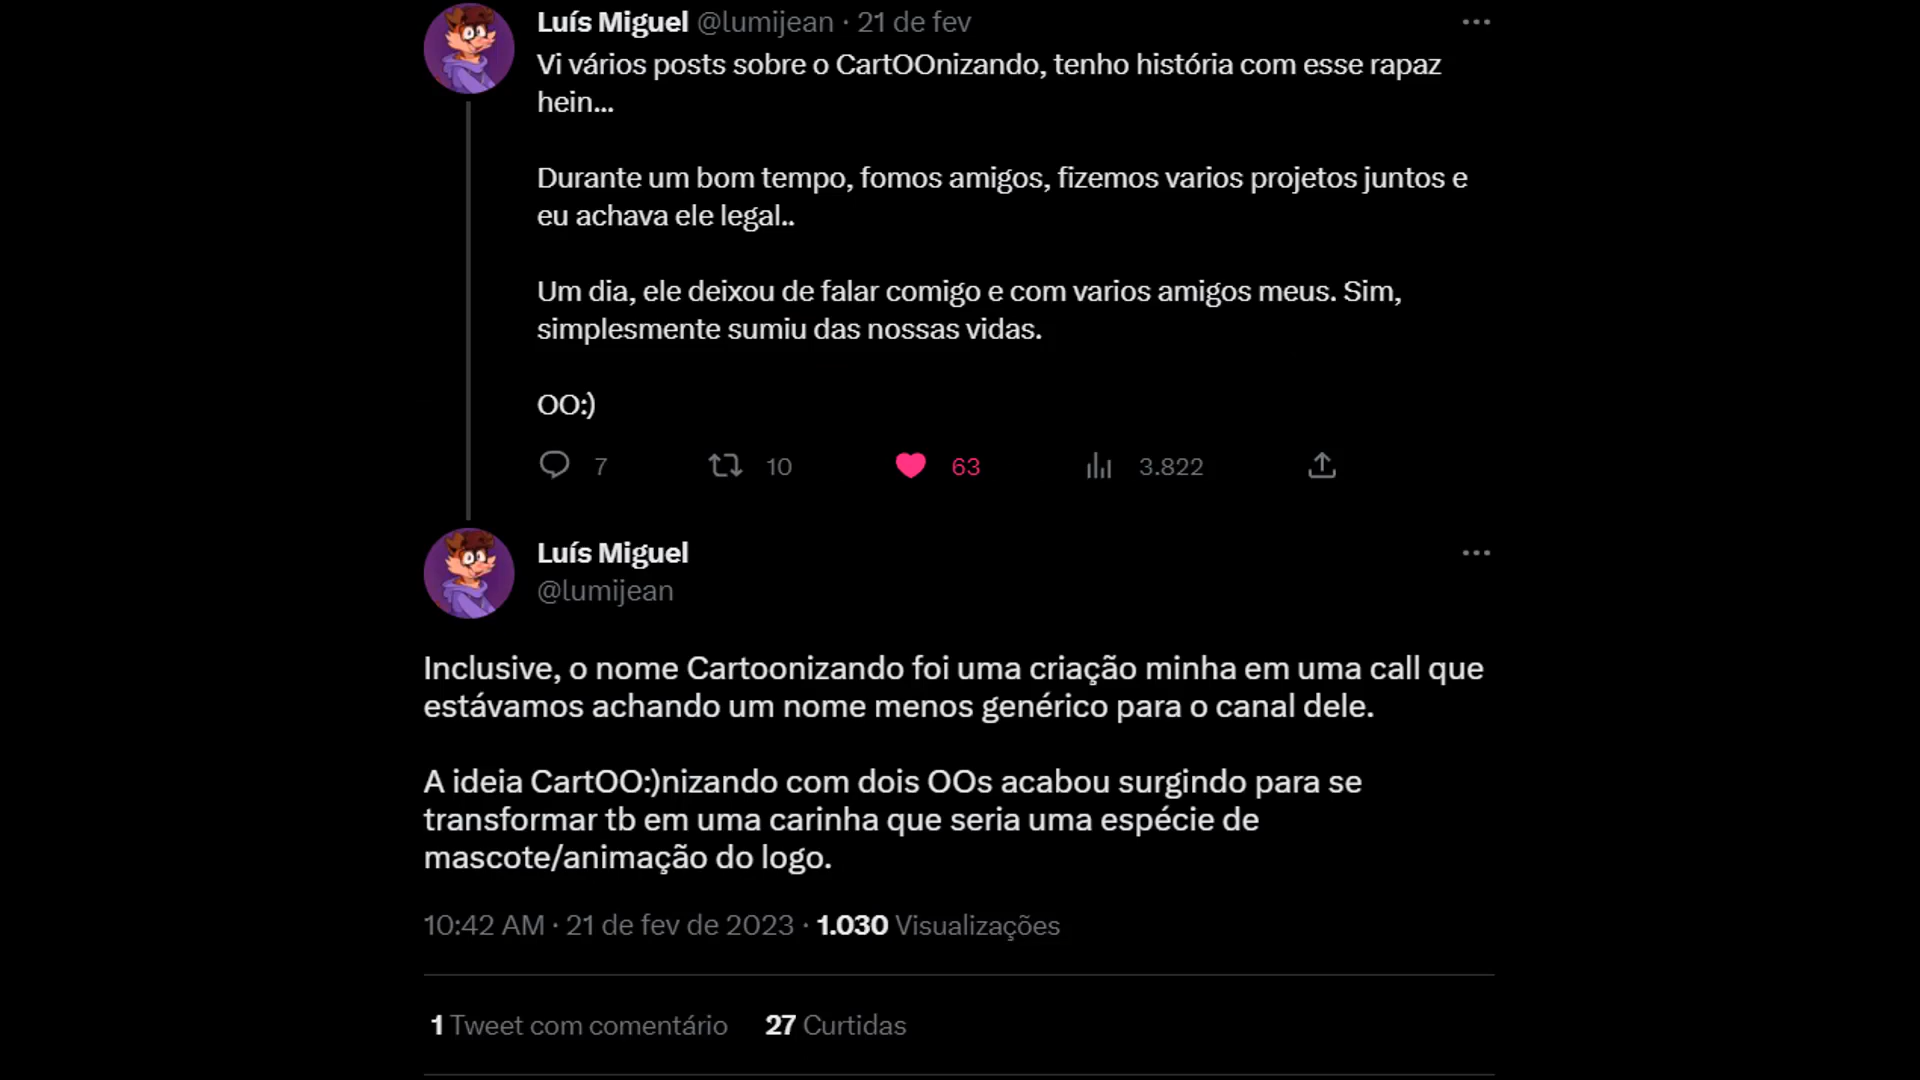 Luís Miguel @lumijean · 21 de fev
Vi vários posts sobre o CartOOnizando, tenho história com esse rapaz
hein...
Durante um bom tempo, fomos amigos, fizemos varios projetos juntos e
eu achava ele legal..
Um dia, ele deixou de falar comigo e com varios amigos meus. Sim,
simplesmente sumiu das nossas vidas.
OO:)
7 10 63 3.822
Luís Miguel
@lumijean
Inclusive, o nome Cartoonizando foi uma criação minha em uma call que
estávamos achando um nome menos genérico para o canal dele.
A ideia CartOO:)nizando com dois OOs acabou surgindo para se
transformar tb em uma carinha que seria uma espécie de
mascote/animação do logo.
10:42 AM · 21 de fev de 2023 · 1.030 Visualizações
1 Tweet com comentário 27 Curtidas